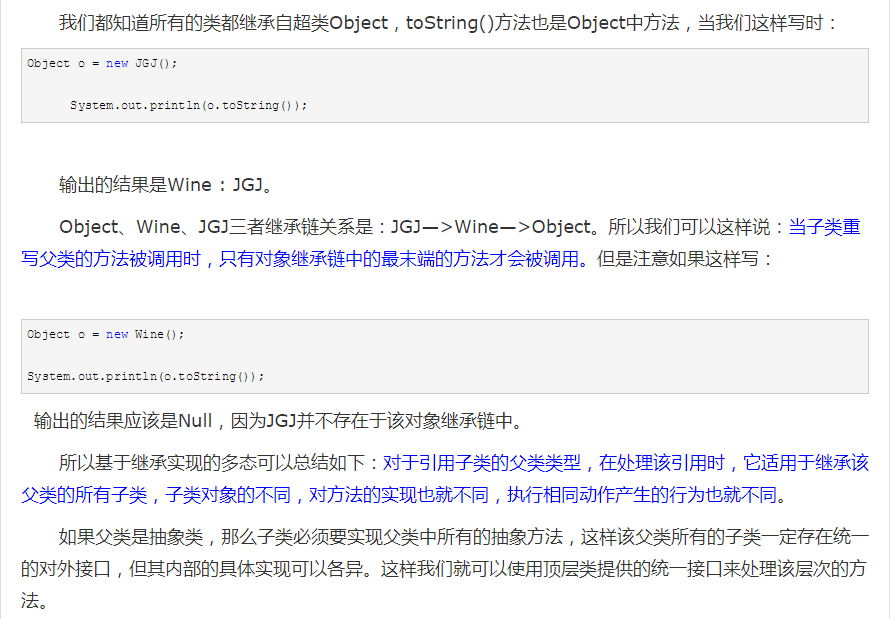 我们都知道所有的类都继承自超类Object，toString()方法也是Object中方法，当我们这样写时：
Object o = new JGJ();
System.out.println(o.toString());
输出的结果是Wine : JGJ。
Object、Wine、JGJ三者继承链关系是：JGJ—>Wine—>Object。所以我们可以这样说：当子类重
写父类的方法被调用时，只有对象继承链中的最末端的方法才会被调用。但是注意如果这样写：
Object o = new Wine();
System.out.println(o.toString());
输出的结果应该是Null，因为JGJ并不存在于该对象继承链中。
所以基于继承实现的多态可以总结如下：对于引用子类的父类类型，在处理该引用时，它适用于继承该
父类的所有子类，子类对象的不同，对方法的实现也就不同，执行相同动作产生的行为也就不同。
如果父类是抽象类，那么子类必须要实现父类中所有的抽象方法，这样该父类所有的子类一定存在统一
的对外接口，但其内部的具体实现可以各异。这样我们就可以使用顶层类提供的统一接口来处理该层次的方
法。